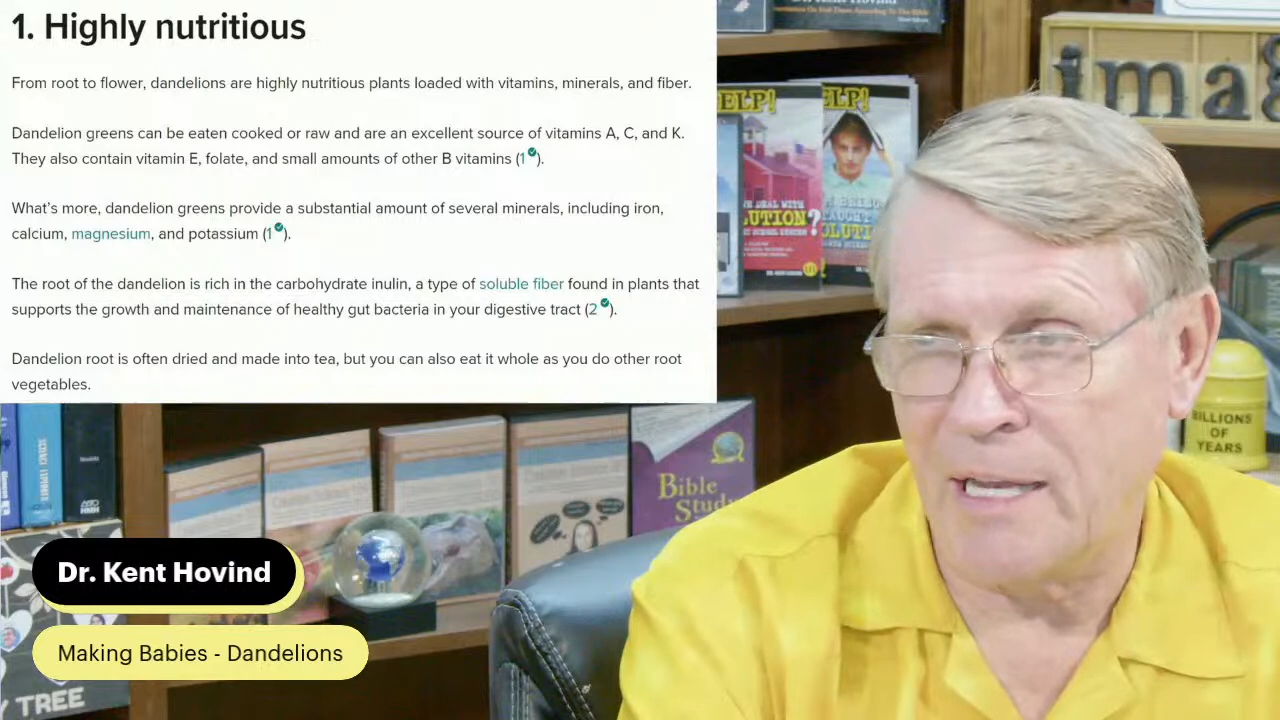 1. Highly nutritious
From root to flower, dandelions are highly nutritious plants loaded with vitamins, minerals, and fiber.
Dandelion greens can be eaten cooked or raw and are an excellent source of vitamins A, C, and K.
They also contain vitamin E, folate, and small amounts of other B vitamins (1).
What's more, dandelion greens provide a substantial amount of several minerals, including iron,
calcium, magnesium, and potassium (1).
The root of the dandelion is rich in the carbohydrate inulin, a type of soluble fiber found in plants that
supports the growth and maintenance of healthy gut bacteria in your digestive tract (2).
Dandelion root is often dried and made into tea, but you can also eat it whole as you do other root
vegetables.
imag
ELP!
ELP!
LUTION?
BILLIONS
OF
YEARS
Bible
Study
Dr. Kent Hovind
Making Babies - Dandelions
TREE